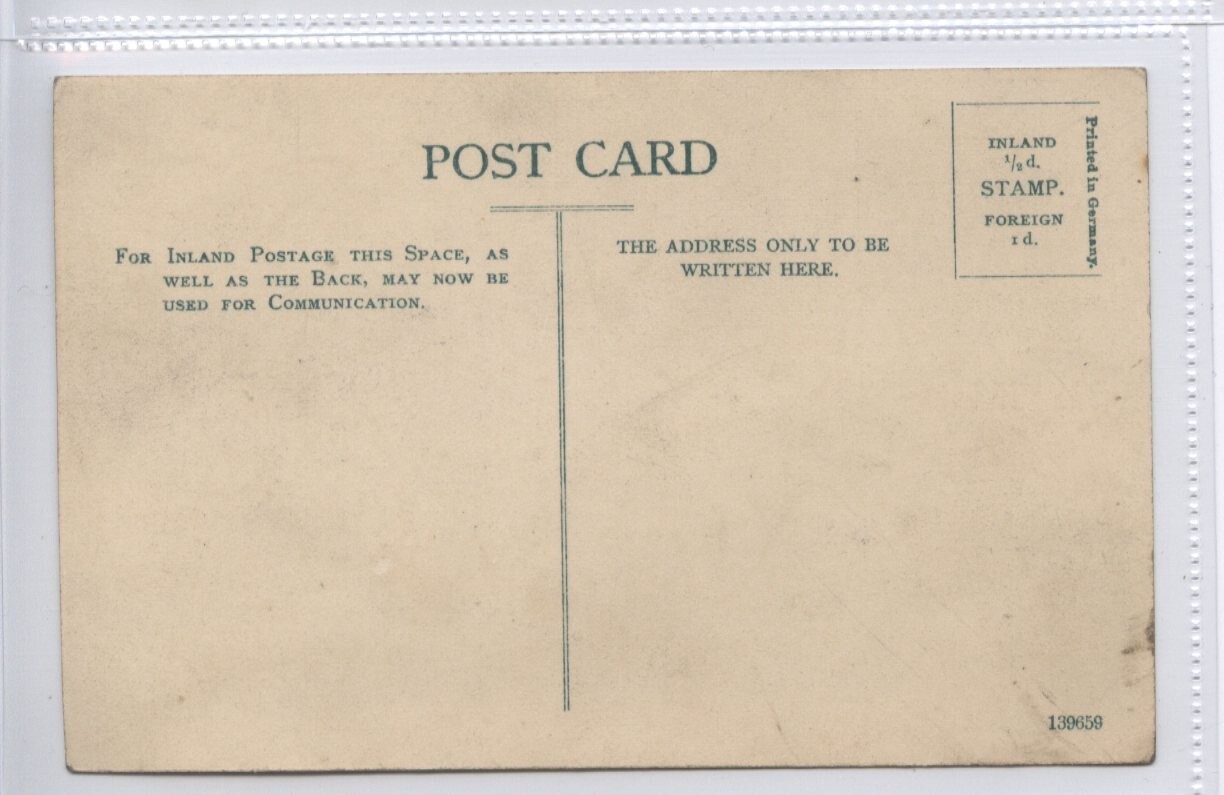 POST CARD
FOR INLAND POSTAGE THIS SPACE, AS
WELL AS THE BACK, MAY NOW BE
USED FOR COMMUNICATION.
THE ADDRESS ONLY TO BE
WRITTEN HERE.
INLAND
½d.
STAMP.
FOREIGN
1d.
Printed in Germany.
139659